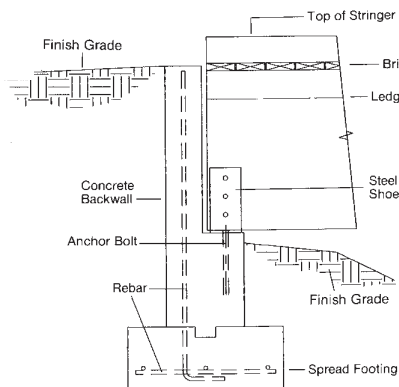 Top of Stringer
Finish Grade
Bri
Ledg
Concrete
Backwall
Steel
Shoe
Anchor Bolt
Rebar
Finish Grade
Spread Footing